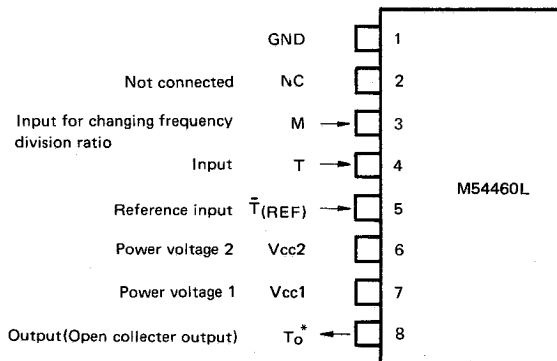 GND 1
Not connected NC 2
Input for changing frequency
division ratio M 3
Input T 4
M54460L
Reference input T̄(REF) 5
Power voltage 2 Vcc2 6
Power voltage 1 Vcc1 7
Output(Open collecter output) To* 8